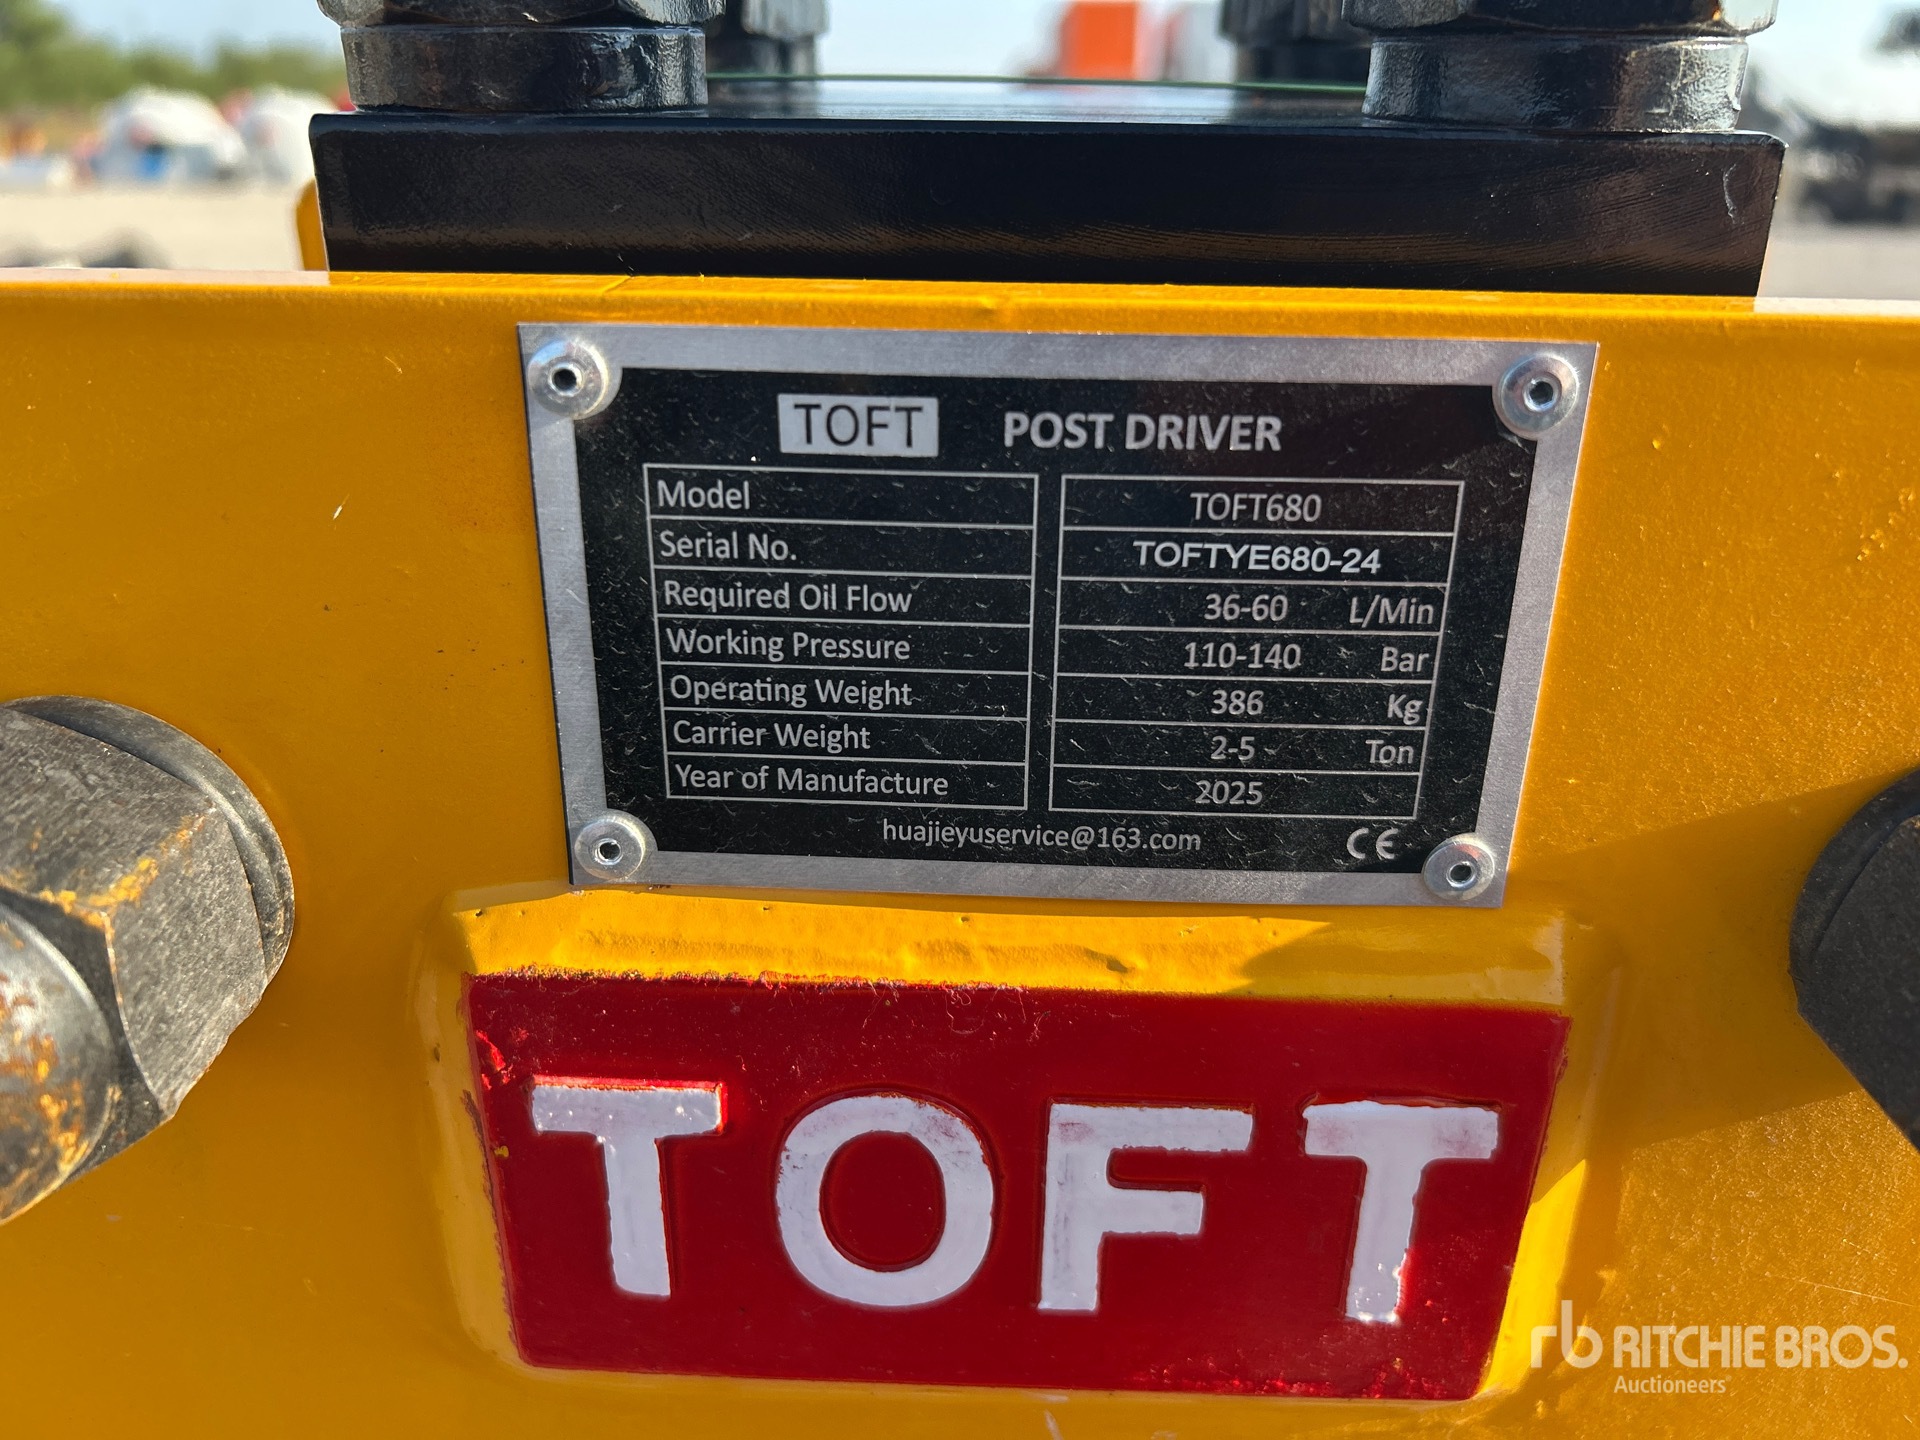 TOFT POST DRIVER
Model TOFT680
Serial No. TOFTYE680-24
Required Oil Flow 36-60 L/Min
Working Pressure 110-140 Bar
Operating Weight 386 Kg
Carrier Weight 2-5 Ton
Year of Manufacture 2025
huajieyuservice@163.com CE
TOFT
rb RITCHIE BROS.
Auctioneers